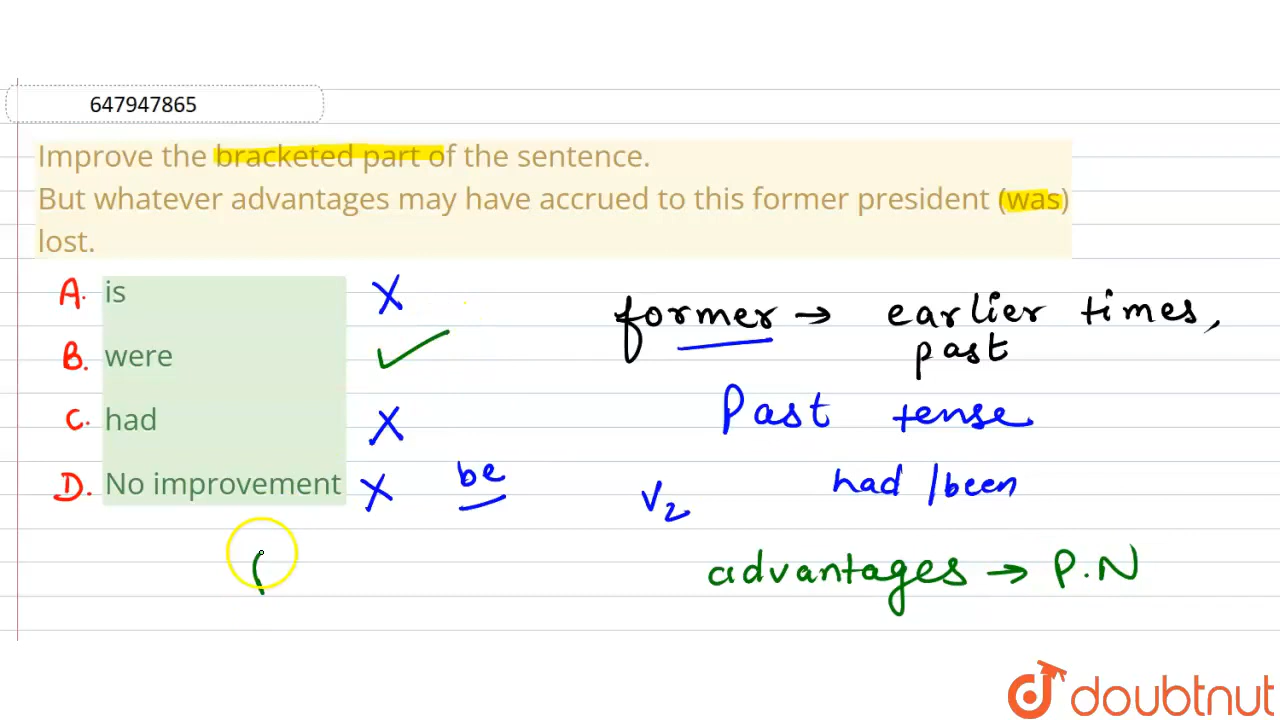 647947865
Improve the bracketed part of the sentence.
But whatever advantages may have accrued to this former president (was)
lost.
A. is X
B. were ✓
C. had X
D. No improvement X be
former → earlier times,
past
Past tense
V2 had /been
advantages → P.N
(
doubtnut